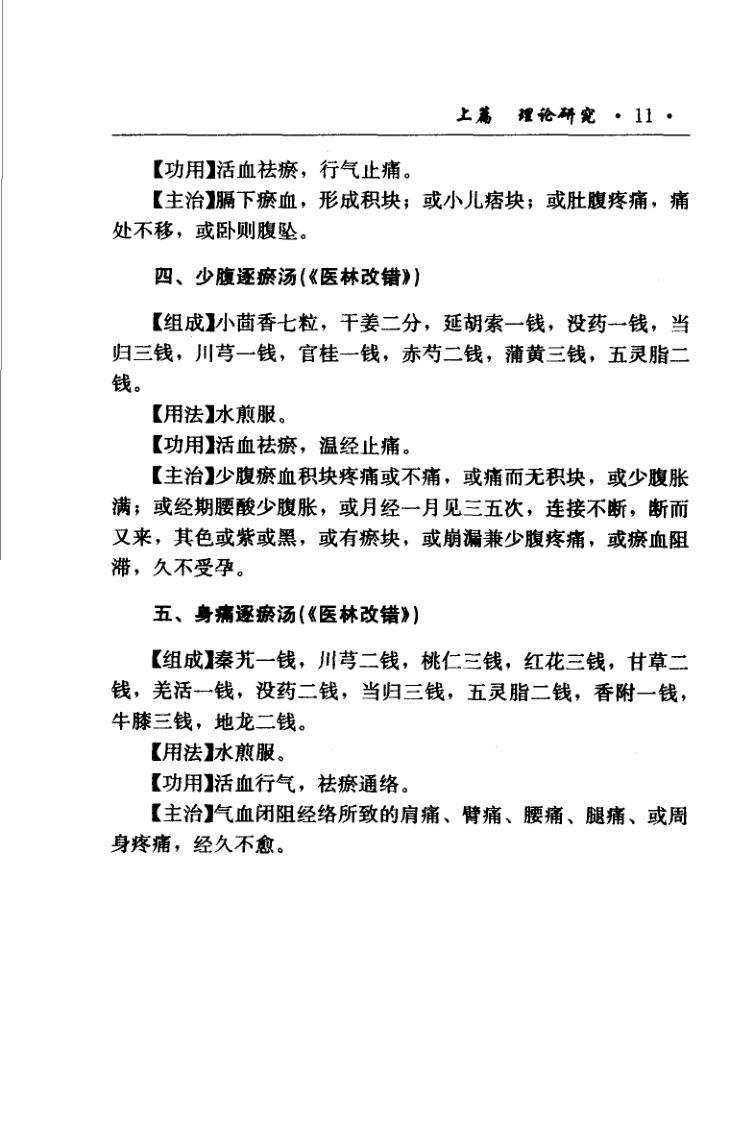 上篇 理论研究 · 11 ·
【功用】活血祛瘀，行气止痛。
【主治】膈下瘀血，形成积块；或小儿痞块；或肚腹疼痛，痛
处不移，或卧则腹坠。
四、少腹逐瘀汤(《医林改错》)
【组成】小茴香七粒，干姜二分，延胡索一钱，没药一钱，当
归三钱，川芎一钱，官桂一钱，赤芍二钱，蒲黄三钱，五灵脂二
钱。
【用法】水煎服。
【功用】活血祛瘀，温经止痛。
【主治】少腹瘀血积块疼痛或不痛，或痛而无积块，或少腹胀
满；或经期腰酸少腹胀，或月经一月见三五次，连接不断，断而
又来，其色或紫或黑，或有瘀块，或崩漏兼少腹疼痛，或瘀血阻
滞，久不受孕。
五、身痛逐瘀汤(《医林改错》)
【组成】秦艽一钱，川芎二钱，桃仁三钱，红花三钱，甘草二
钱，羌活一钱，没药二钱，当归三钱，五灵脂二钱，香附一钱，
牛膝三钱，地龙二钱。
【用法】水煎服。
【功用】活血行气，祛瘀通络。
【主治】气血闭阻经络所致的肩痛、臂痛、腰痛、腿痛、或周
身疼痛，经久不愈。